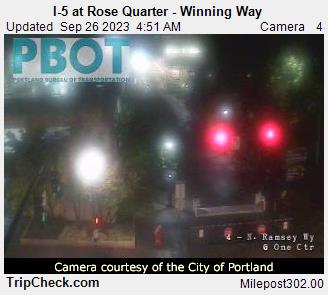 I-5 at Rose Quarter - Winning Way
Updated Sep 26 2023 4:51 AM Camera 4
PBOT
PORTLAND BUREAU OF TRANSPORTATION
4 - N. Ramsey Wy
@ One Ctr
Camera courtesy of the City of Portland
TripCheck.com Milepost302.00